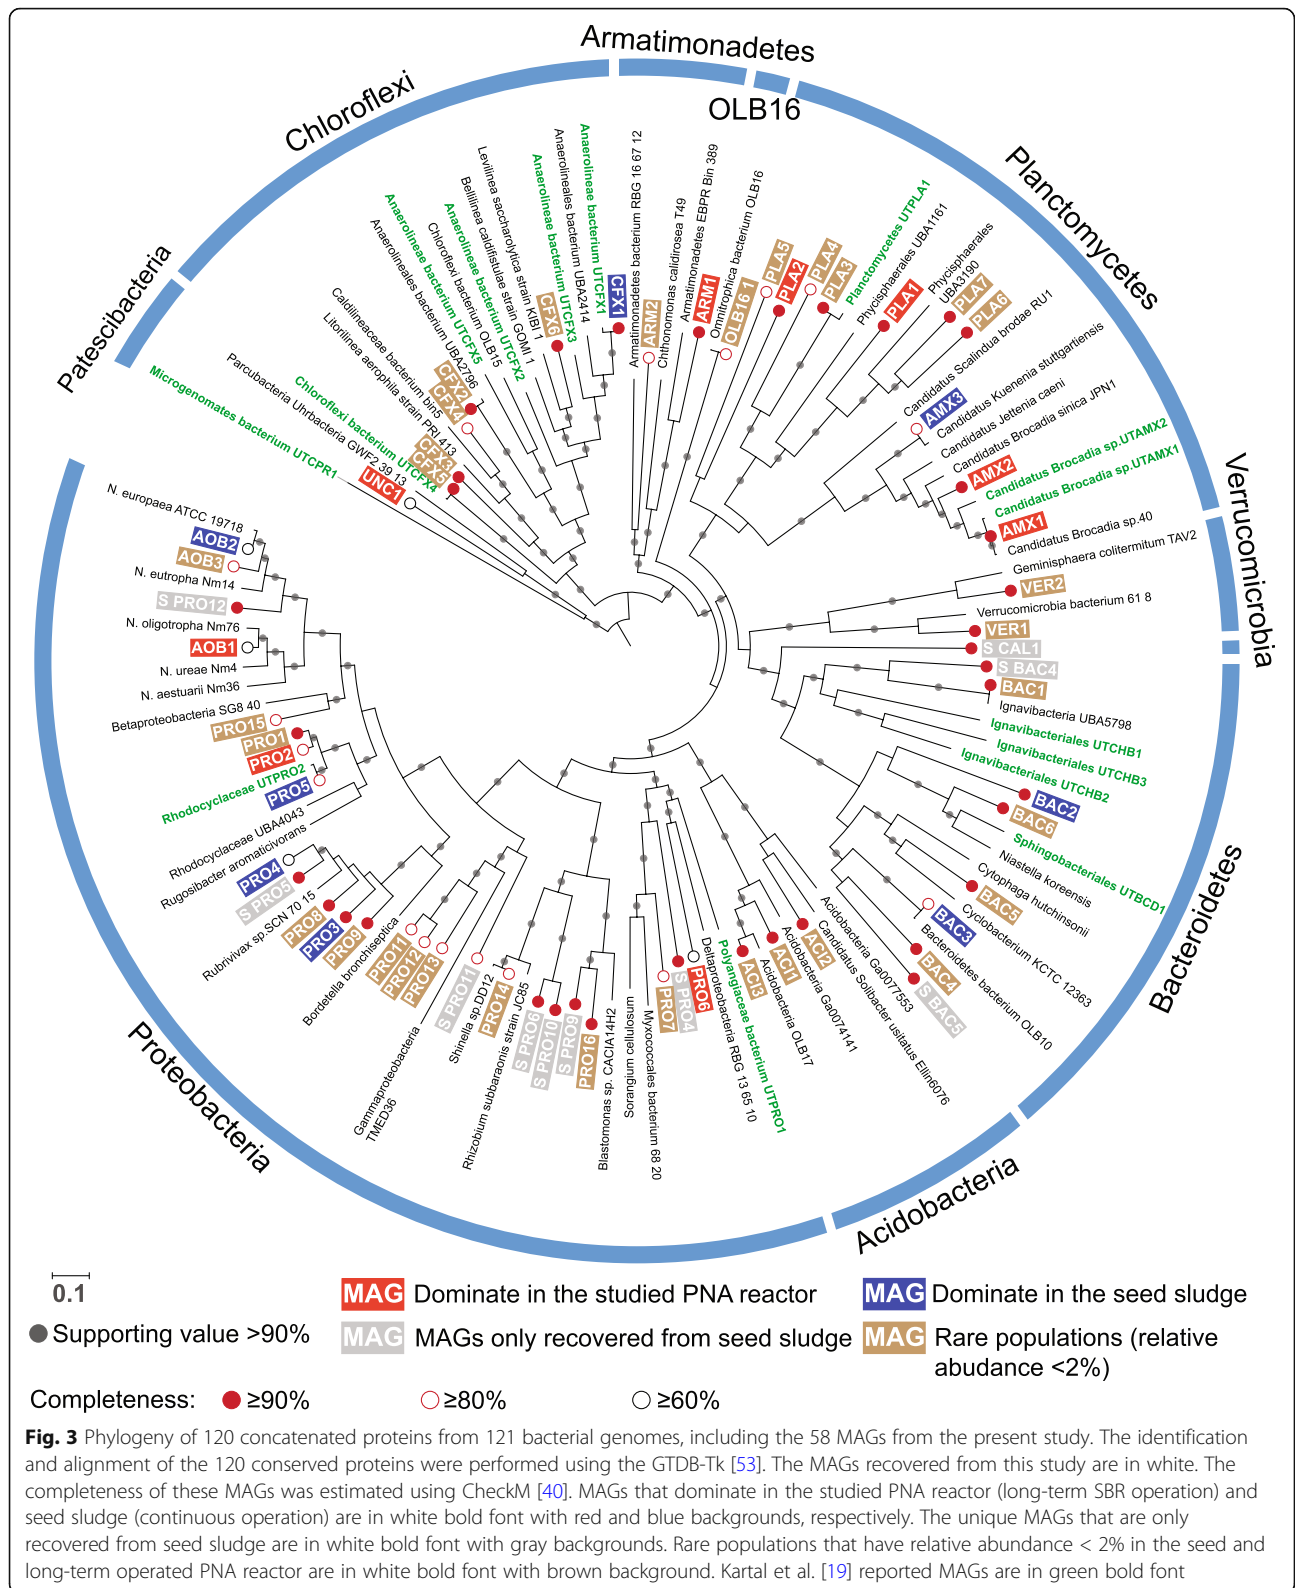 Armatimonadetes
OLB16
Chloroflexi
Planctomycetes
Patescibacteria
Verrucomicrobia
Bacteroidetes
Acidobacteria
Proteobacteria
Microgenomates bacterium UTCPR1
Parcubacteria Uhrbacteria GWF2 39 13
UNC1
Chloroflexi bacterium UTCFX4
CFX5
CFX3
Litorilinea aerophila strain PRI 413
Caldilineaceae bacterium bin5
CFX4
CFX2
Anaerolineales bacterium UBA2796
Anaerolineae bacterium UTCFX5
Chloroflexi bacterium OLB15
Anaerolineae bacterium UTCFX2
Bellilinea caldifistulae strain GOMI 1
Levilinea saccharolytica strain KIBI 1
CFX6
Anaerolineae bacterium UTCFX3
Anaerolineales bacterium UBA2414
Anaerolineae bacterium UTCFX1
CFX1
Armatimonadetes bacterium RBG 16 67 12
ARM2
Chthonomonas calidirosea T49
Armatimonadetes EBPR Bin 389
ARM1
Omnitrophica bacterium OLB16
OLB16 1
PLA5
PLA2
PLA4
PLA3
Planctomycetes UTPLA1
Phycisphaerales UBA1161
PLA1
Phycisphaerales
UBA3190
PLA7
PLA6
Candidatus Scalindua brodae RU1
AMX3
Candidatus Kuenenia stuttgartiensis
Candidatus Jettenia caeni
Candidatus Brocadia sinica JPN1
AMX2
Candidatus Brocadia sp.UTAMX2
Candidatus Brocadia sp.UTAMX1
AMX1
Candidatus Brocadia sp.40
Geminisphaera colitermitum TAV2
VER2
Verrucomicrobia bacterium 61 8
VER1
S CAL1
S BAC4
BAC1
Ignavibacteria UBA5798
Ignavibacteriales UTCHB1
Ignavibacteriales UTCHB3
Ignavibacteriales UTCHB2
BAC2
BAC6
Sphingobacteriales UTBCD1
Niastella koreensis
Cytophaga hutchinsonii
BAC5
Cyclobacterium KCTC 12363
BAC3
Bacteroidetes bacterium OLB10
BAC4
S BAC5
Acidobacteria Ga0077553
Candidatus Solibacter usitatus Ellin6076
ACI2
Acidobacteria Ga0074141
ACI1
Acidobacteria OLB17
ACI3
Polyangiaceae bacterium UTPRO1
Deltaproteobacteria RBG 13 65 10
PRO6
S PRO4
PRO7
Myxococcales bacterium 68 20
Sorangium cellulosum
Blastomonas sp. CACIA14H2
PRO16
S PRO9
S PRO10
S PRO6
Rhizobium subbaraonis strain JC85
PRO14
Shinella sp.DD12
S PRO11
Gammaproteobacteria
TMED36
PRO13
PRO12
PRO11
Bordetella bronchiseptica
PRO9
PRO3
PRO8
Rubrivivax sp.SCN 70 15
S PRO5
PRO4
Rugosibacter aromaticivorans
Rhodocyclaceae UBA4043
PRO5
Rhodocyclaceae UTPRO2
PRO2
PRO1
PRO15
Betaproteobacteria SG8 40
N. aestuarii Nm36
N. ureae Nm4
AOB1
N. oligotropha Nm76
S PRO12
N. eutropha Nm14
AOB3
AOB2
N. europaea ATCC 19718
0.1
MAG Dominate in the studied PNA reactor
MAG Dominate in the seed sludge
Supporting value >90%
MAG MAGs only recovered from seed sludge
MAG Rare populations (relative
abudance <2%)
Completeness: ≥90% ≥80% ≥60%
Fig. 3 Phylogeny of 120 concatenated proteins from 121 bacterial genomes, including the 58 MAGs from the present study. The identification
and alignment of the 120 conserved proteins were performed using the GTDB-Tk [53]. The MAGs recovered from this study are in white. The
completeness of these MAGs was estimated using CheckM [40]. MAGs that dominate in the studied PNA reactor (long-term SBR operation) and
seed sludge (continuous operation) are in white bold font with red and blue backgrounds, respectively. The unique MAGs that are only
recovered from seed sludge are in white bold font with gray backgrounds. Rare populations that have relative abundance < 2% in the seed and
long-term operated PNA reactor are in white bold font with brown background. Kartal et al. [19] reported MAGs are in green bold font